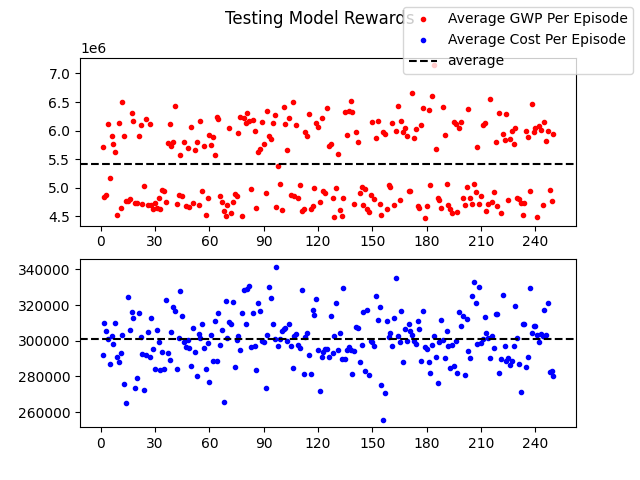 Testing Model Rewards
Average GWP Per Episode
Average Cost Per Episode
average
1e6
7.0
6.5
6.0
5.5
5.0
4.5
0 30 60 90 120 150 180 210 240
340000
320000
300000
280000
260000
0 30 60 90 120 150 180 210 240